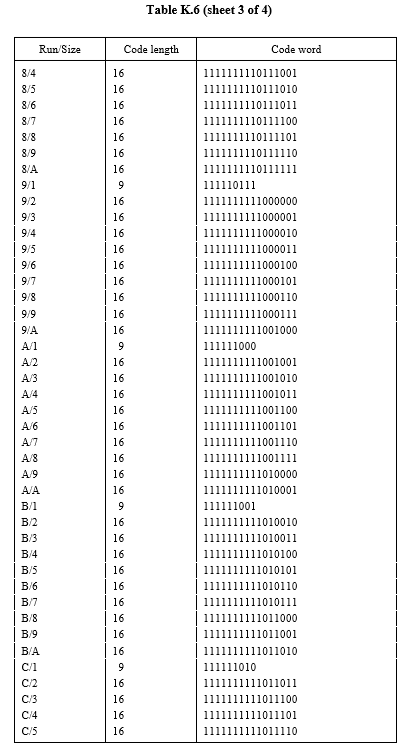 Table K.6 (sheet 3 of 4)
Run/Size Code length Code word
8/4 16 1111111110111001
8/5 16 1111111110111010
8/6 16 1111111110111011
8/7 16 1111111110111100
8/8 16 1111111110111101
8/9 16 1111111110111110
8/A 16 1111111110111111
9/1 9 111110111
9/2 16 1111111111000000
9/3 16 1111111111000001
9/4 16 1111111111000010
9/5 16 1111111111000011
9/6 16 1111111111000100
9/7 16 1111111111000101
9/8 16 1111111111000110
9/9 16 1111111111000111
9/A 16 1111111111001000
A/1 9 111111000
A/2 16 1111111111001001
A/3 16 1111111111001010
A/4 16 1111111111001011
A/5 16 1111111111001100
A/6 16 1111111111001101
A/7 16 1111111111001110
A/8 16 1111111111001111
A/9 16 1111111111010000
A/A 16 1111111111010001
B/1 9 111111001
B/2 16 1111111111010010
B/3 16 1111111111010011
B/4 16 1111111111010100
B/5 16 1111111111010101
B/6 16 1111111111010110
B/7 16 1111111111010111
B/8 16 1111111111011000
B/9 16 1111111111011001
B/A 16 1111111111011010
C/1 9 111111010
C/2 16 1111111111011011
C/3 16 1111111111011100
C/4 16 1111111111011101
C/5 16 1111111111011110